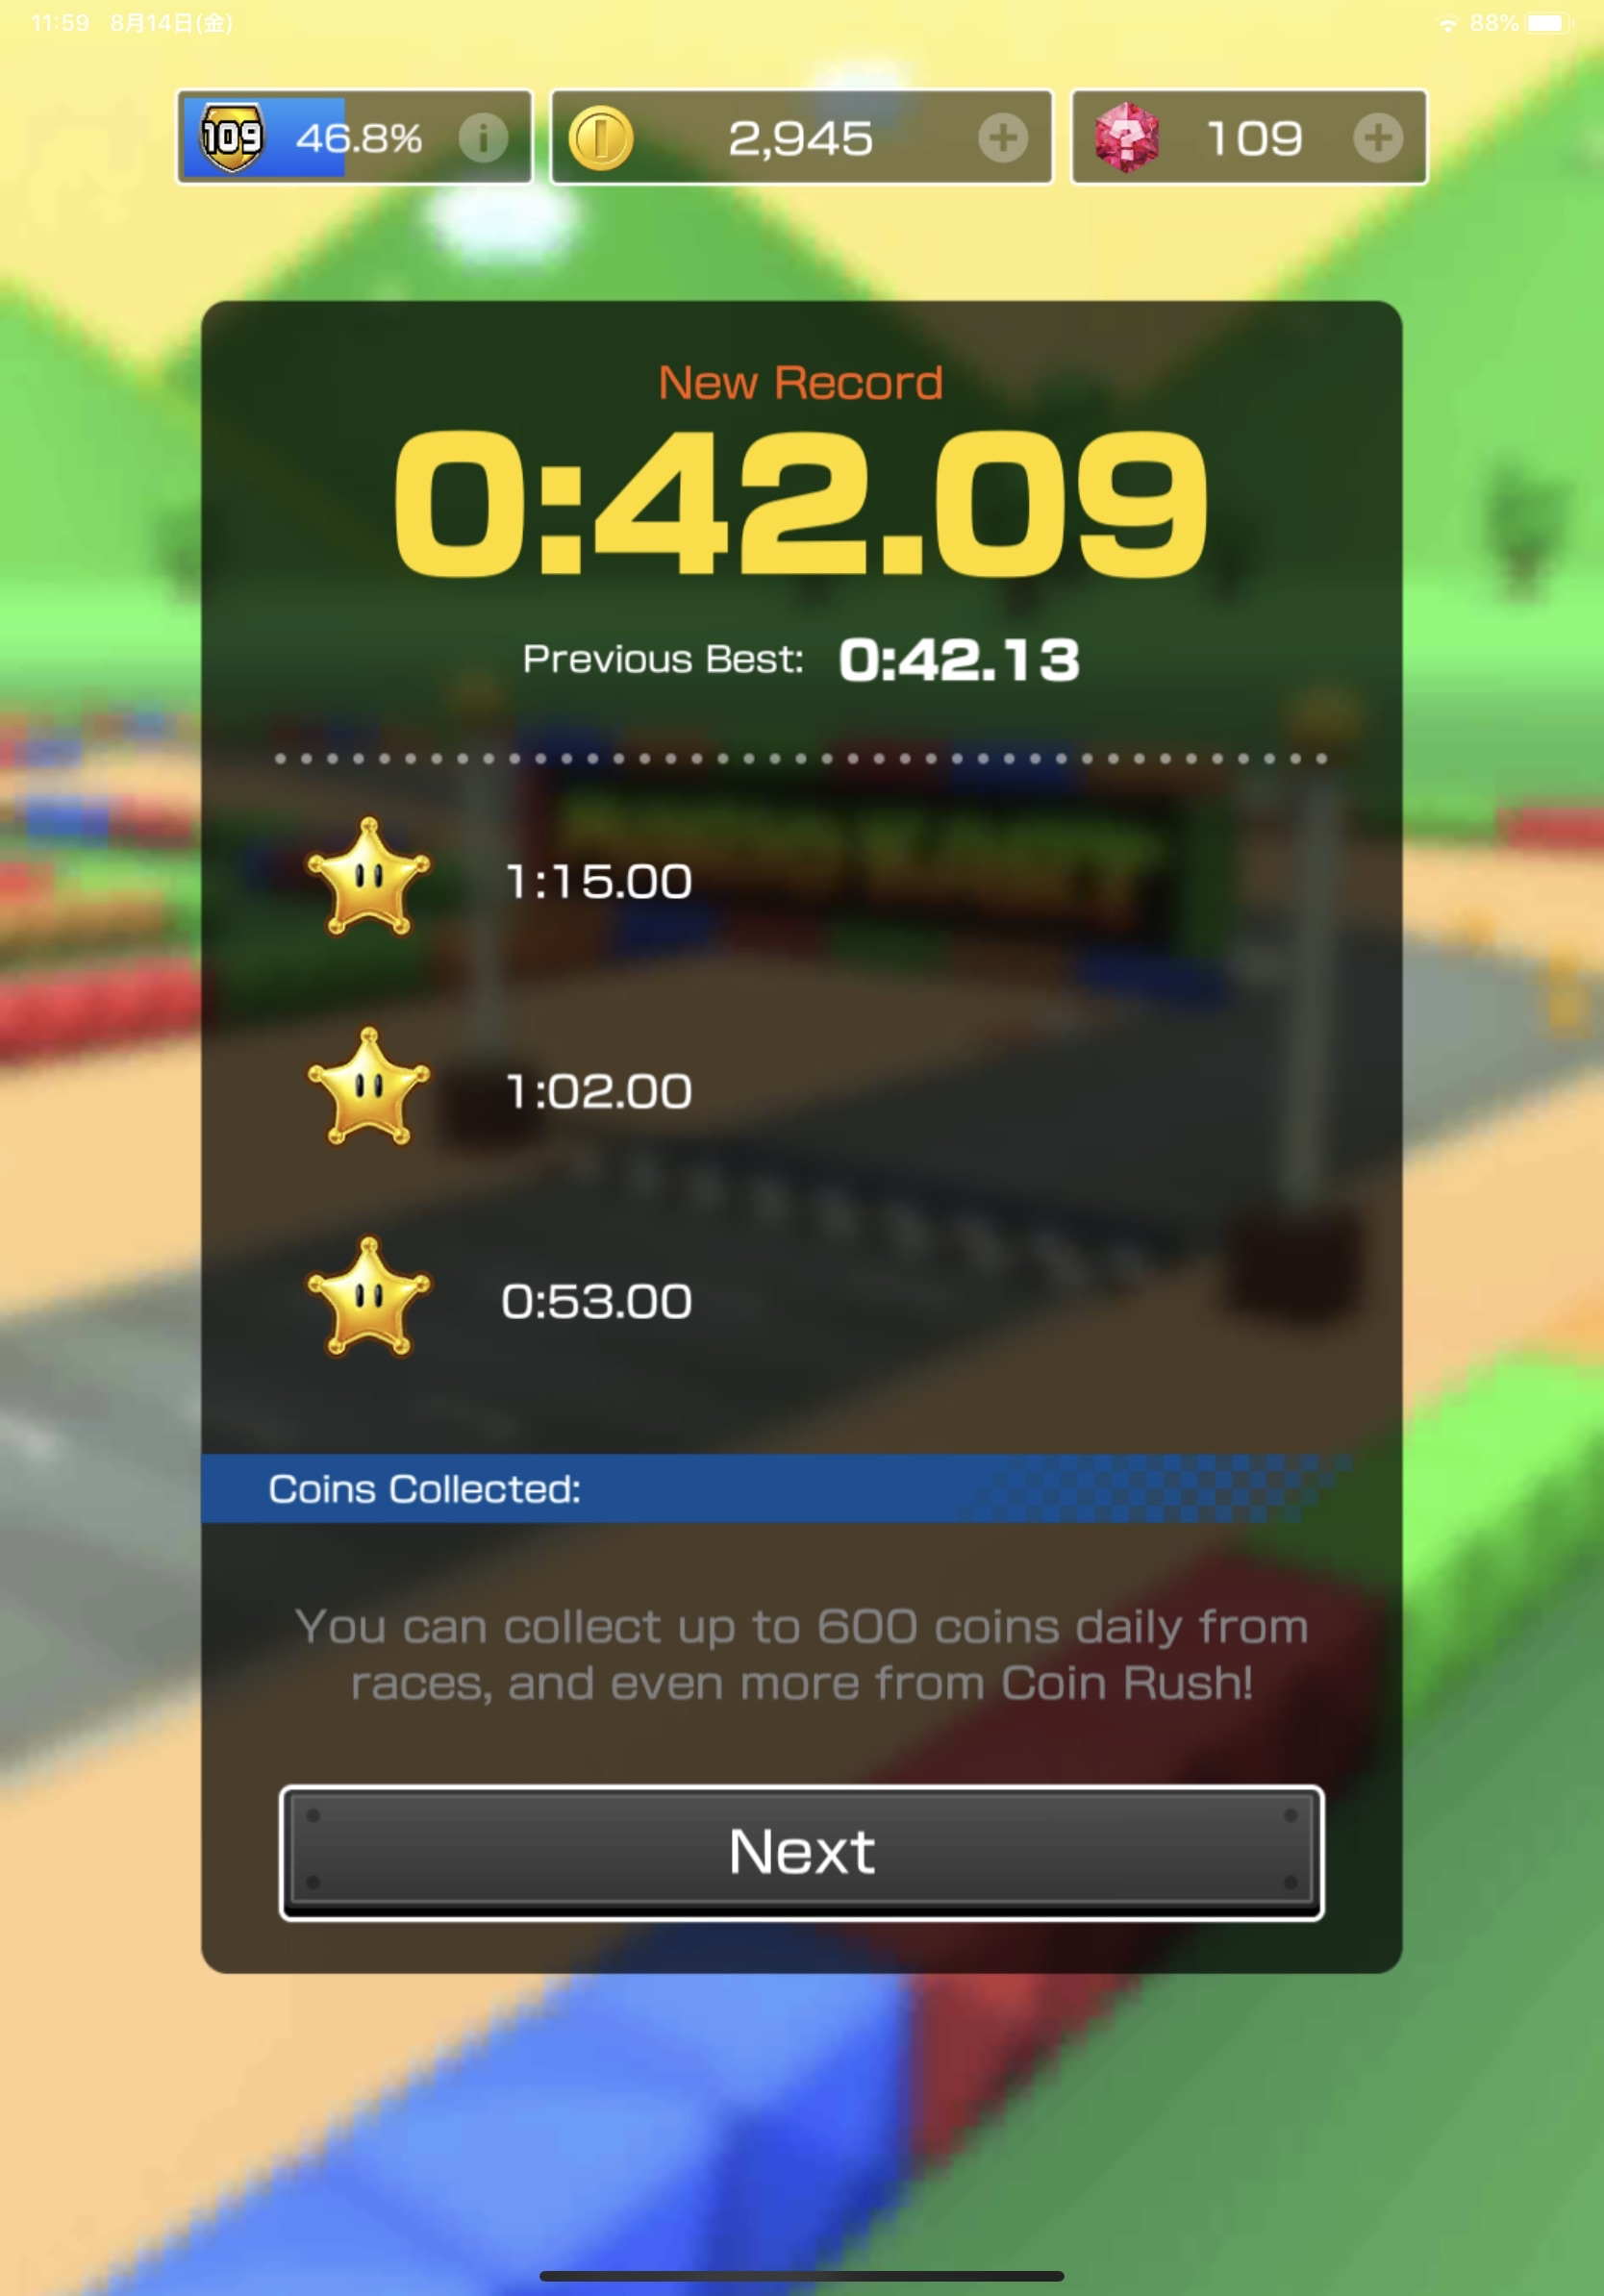 11:59 8月14日(金) 88%
109 46.8% i 2,945 + 109 +
New Record
0:42.09
Previous Best: 0:42.13
1:15.00
1:02.00
0:53.00
Coins Collected:
You can collect up to 600 coins daily from
races, and even more from Coin Rush!
Next